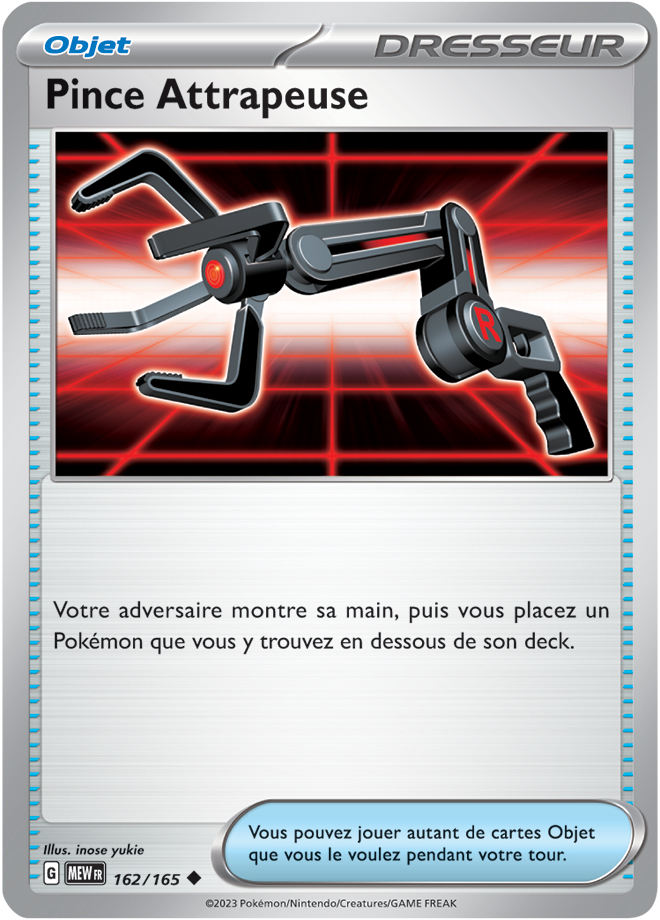 Objet
DRESSEUR
Pince Attrapeuse
R
Votre adversaire montre sa main, puis vous placez un
Pokémon que vous y trouvez en dessous de son deck.
Vous pouvez jouer autant de cartes Objet
que vous le voulez pendant votre tour.
Illus. inose yukie
G MEW FR 162/165
©2023 Pokémon/Nintendo/Creatures/GAME FREAK